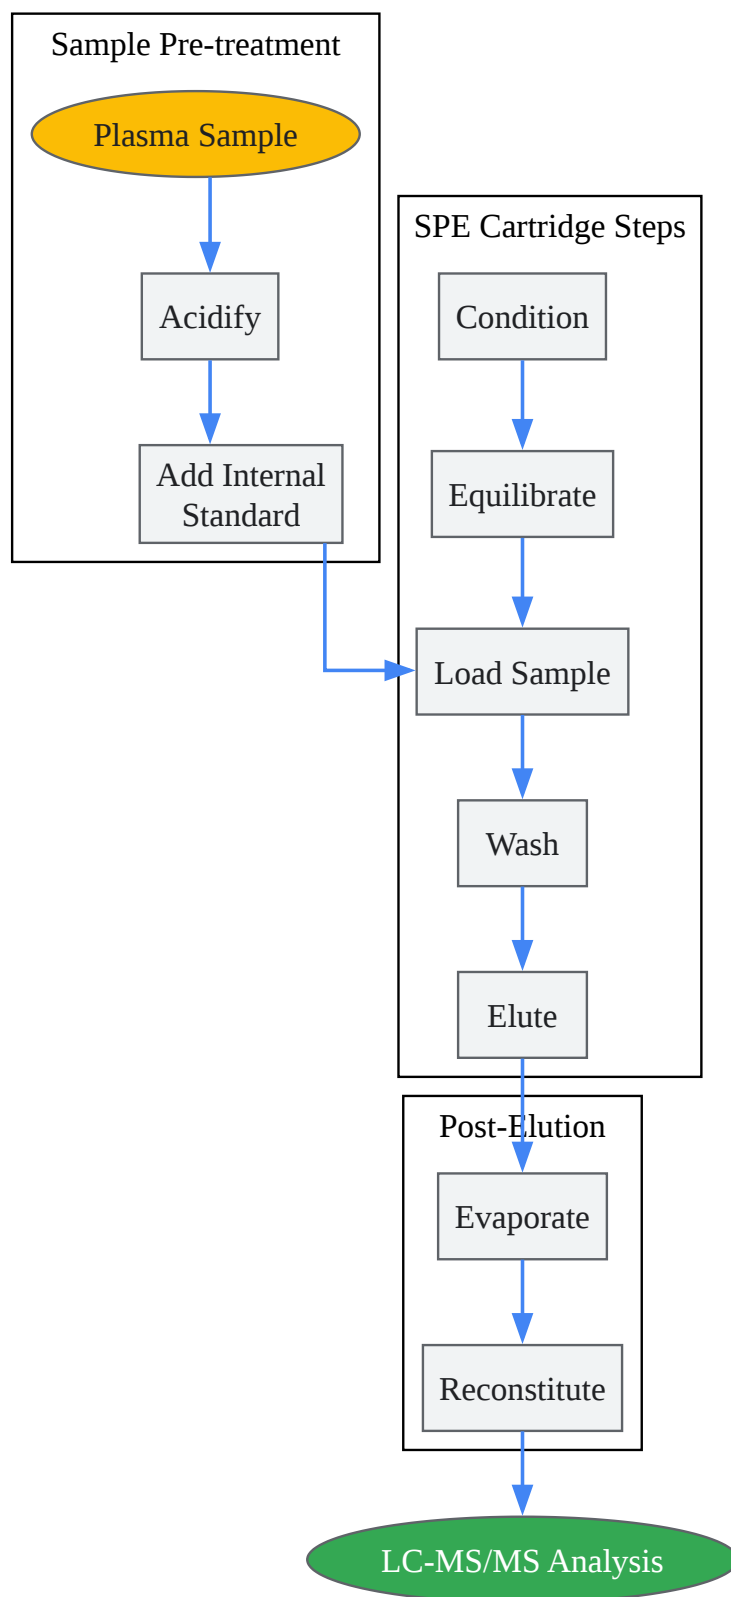 Sample Pre-treatment
Plasma Sample
Acidify
Add Internal
Standard
SPE Cartridge Steps
Condition
Equilibrate
Load Sample
Wash
Elute
Post-Elution
Evaporate
Reconstitute
LC-MS/MS Analysis